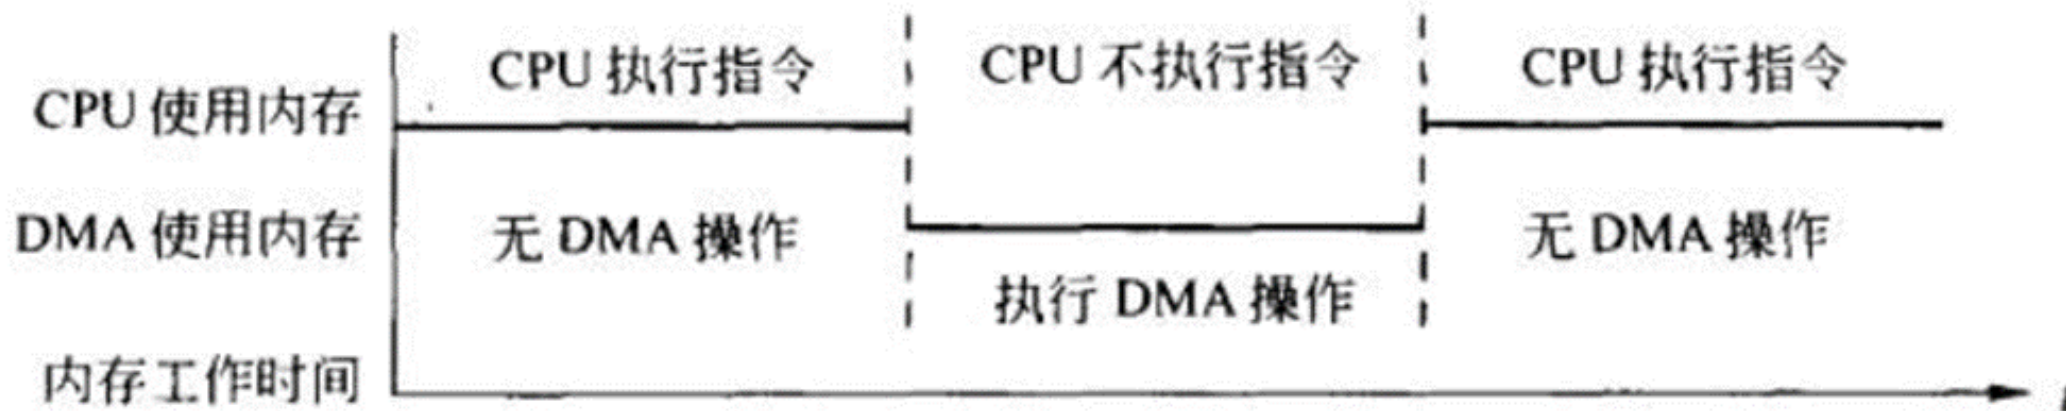 CPU 执行指令 CPU 不执行指令 CPU 执行指令
CPU 使用内存
DMA 使用内存 无 DMA 操作 无 DMA 操作
执行 DMA 操作
内存工作时间